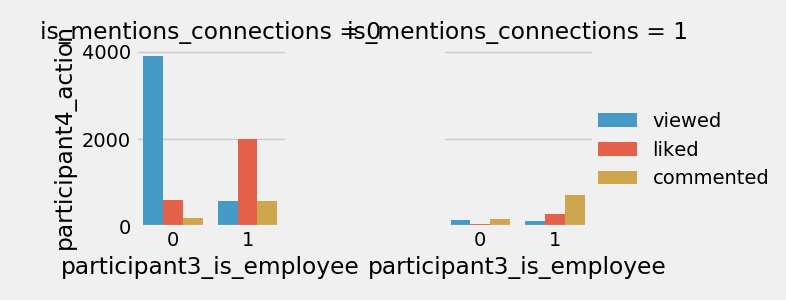 is_mentions_connections = 0
is_mentions_connections = 1
participant4_action
4000
2000
0
0
1
0
1
participant3_is_employee
participant3_is_employee
viewed
liked
commented